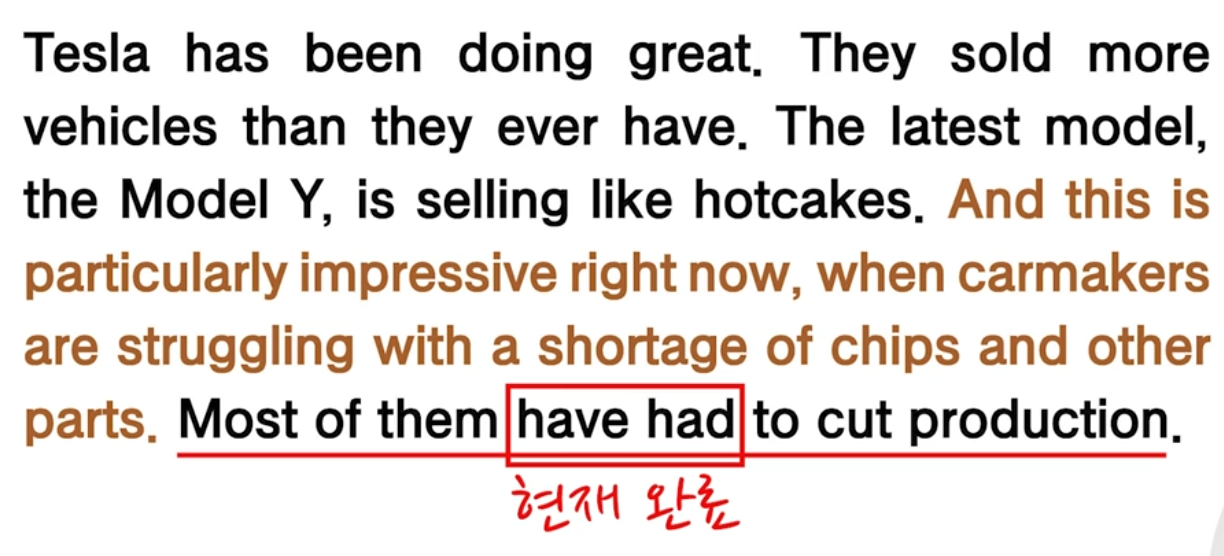 Tesla has been doing great. They sold more
vehicles than they ever have. The latest model,
the Model Y, is selling like hotcakes. And this is
particularly impressive right now, when carmakers
are struggling with a shortage of chips and other
parts. Most of them have had to cut production.
현재 완료